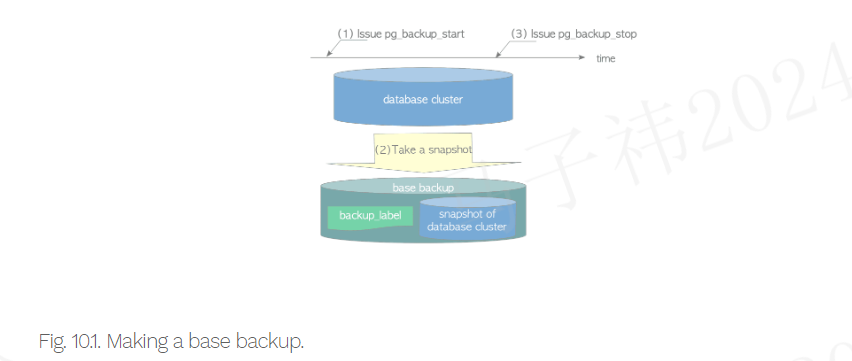 (1) Issue pg_backup_start
(3) Issue pg_backup_stop
time
database cluster
(2)Take a snapshot
base backup
backup_label
snapshot of
database cluster
子祎2024
Fig. 10.1. Making a base backup.